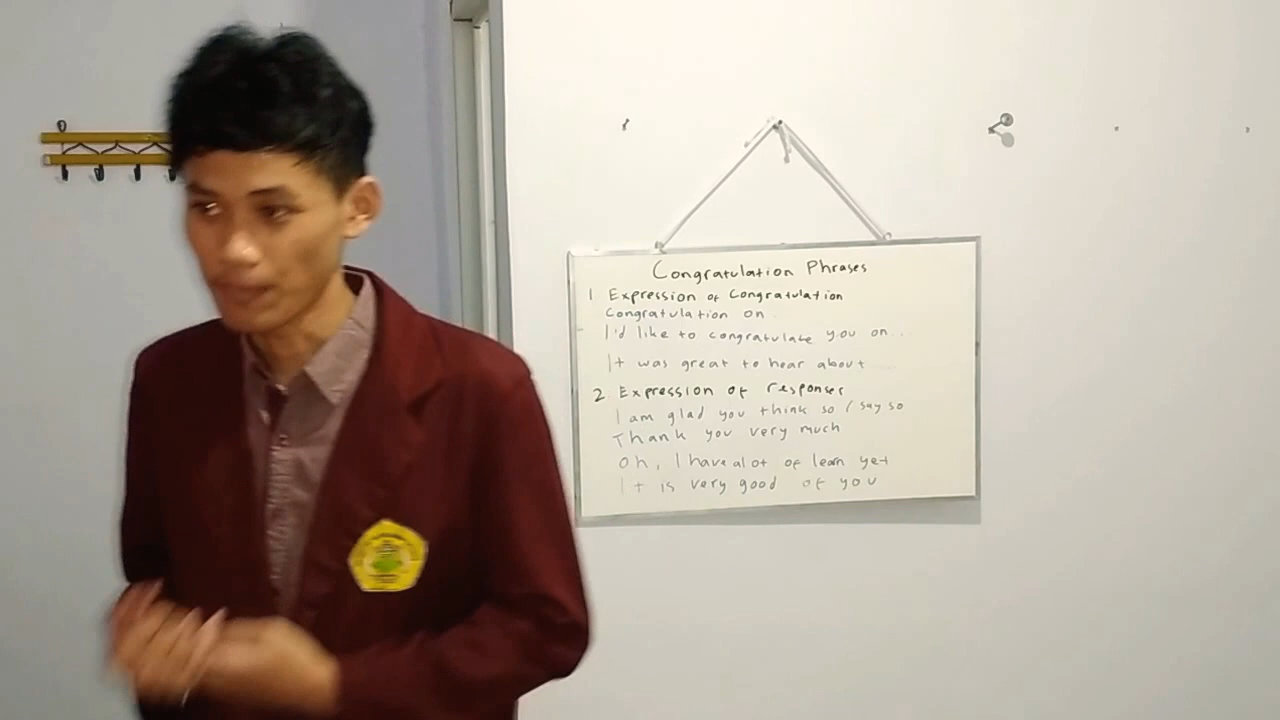 Congratulation Phrases
1 Expression of Congratulation
Congratulation on
I'd like to congratulate you on...
It was great to hear about ...
2 Expression of responses
I am glad you think so / say so
Thank you very much
Oh, I have alot of learn yet
It is very good of you